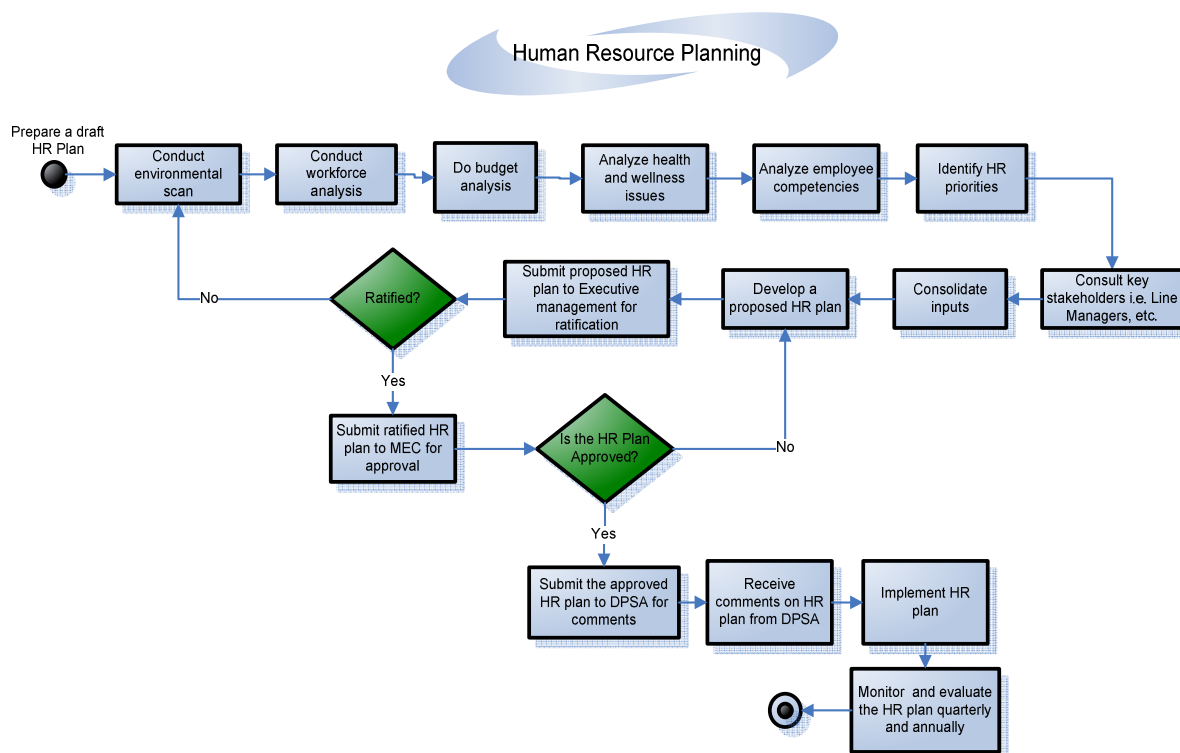 Human Resource Planning
Prepare a draft
HR Plan
Conduct
environmental
scan
Conduct
workforce
analysis
Do budget
analysis
Analyze health
and wellness
issues
Analyze employee
competencies
Identify HR
priorities
Consult key
stakeholders i.e. Line
Managers, etc.
Consolidate
inputs
Develop a
proposed HR plan
Submit proposed HR
plan to Executive
management for
ratification
Ratified?
No
Yes
Submit ratified HR
plan to MEC for
approval
Is the HR Plan
Approved?
No
Yes
Submit the approved
HR plan to DPSA for
comments
Receive
comments on HR
plan from DPSA
Implement HR
plan
Monitor and evaluate
the HR plan quarterly
and annually